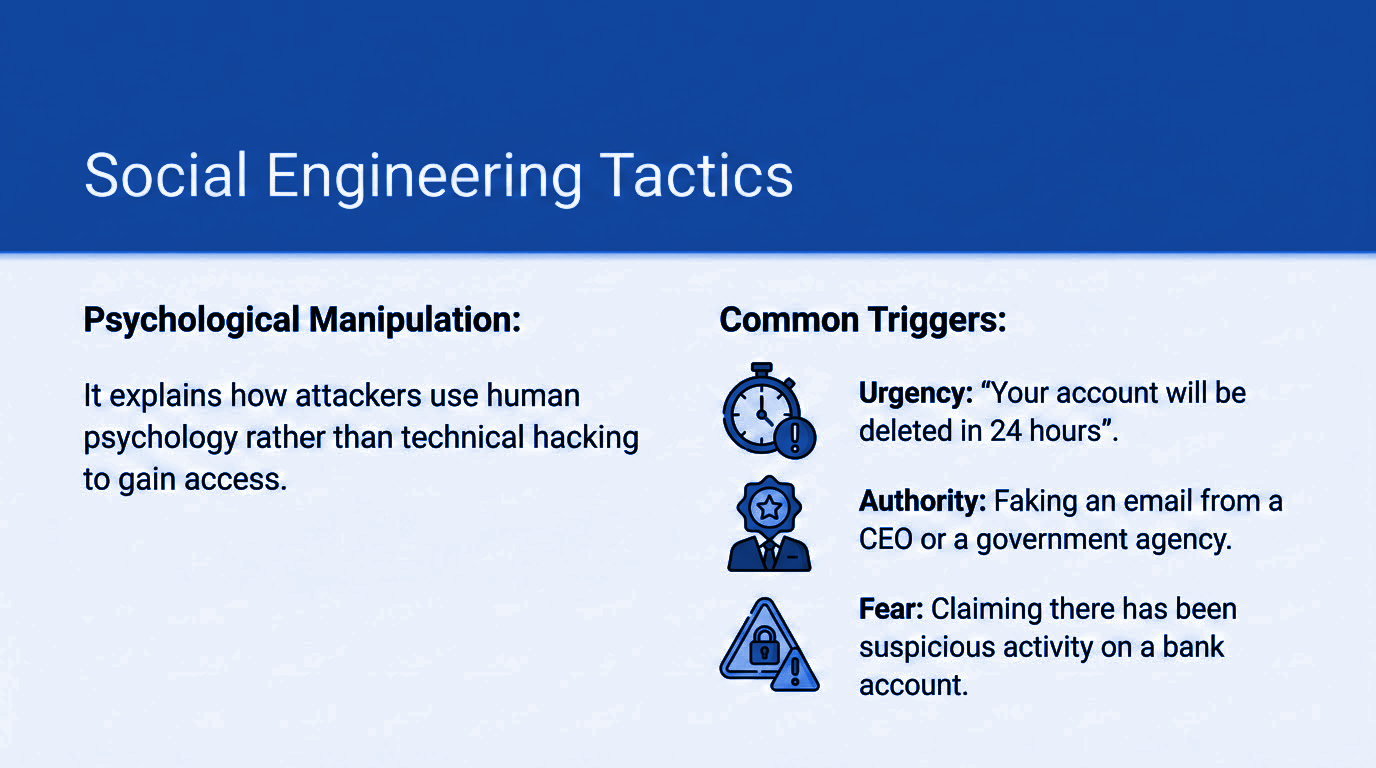 Social Engineering Tactics
Psychological Manipulation:
It explains how attackers use human
psychology rather than technical hacking
to gain access.
Common Triggers:
Urgency: “Your account will be
deleted in 24 hours”.
Authority: Faking an email from a
CEO or a government agency.
Fear: Claiming there has been
suspicious activity on a bank
account.